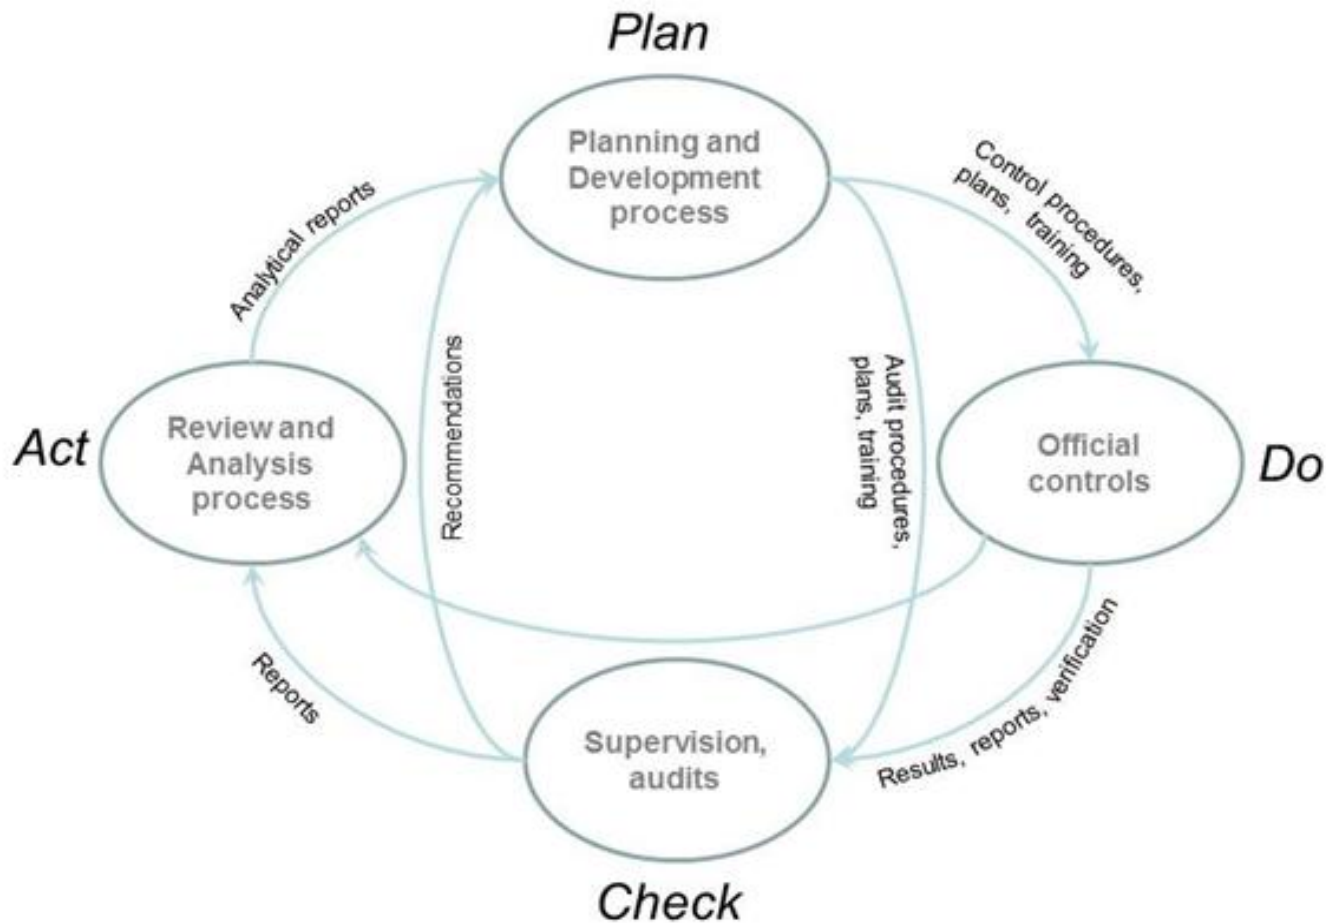 Plan
Planning and
Development
process
Control procedures,
plans, training
Analytical reports
Recommendations
Audit procedures,
plans, training
Act
Review and
Analysis
process
Official
controls
Do
Reports
Supervision,
audits
Results, reports, verification
Check